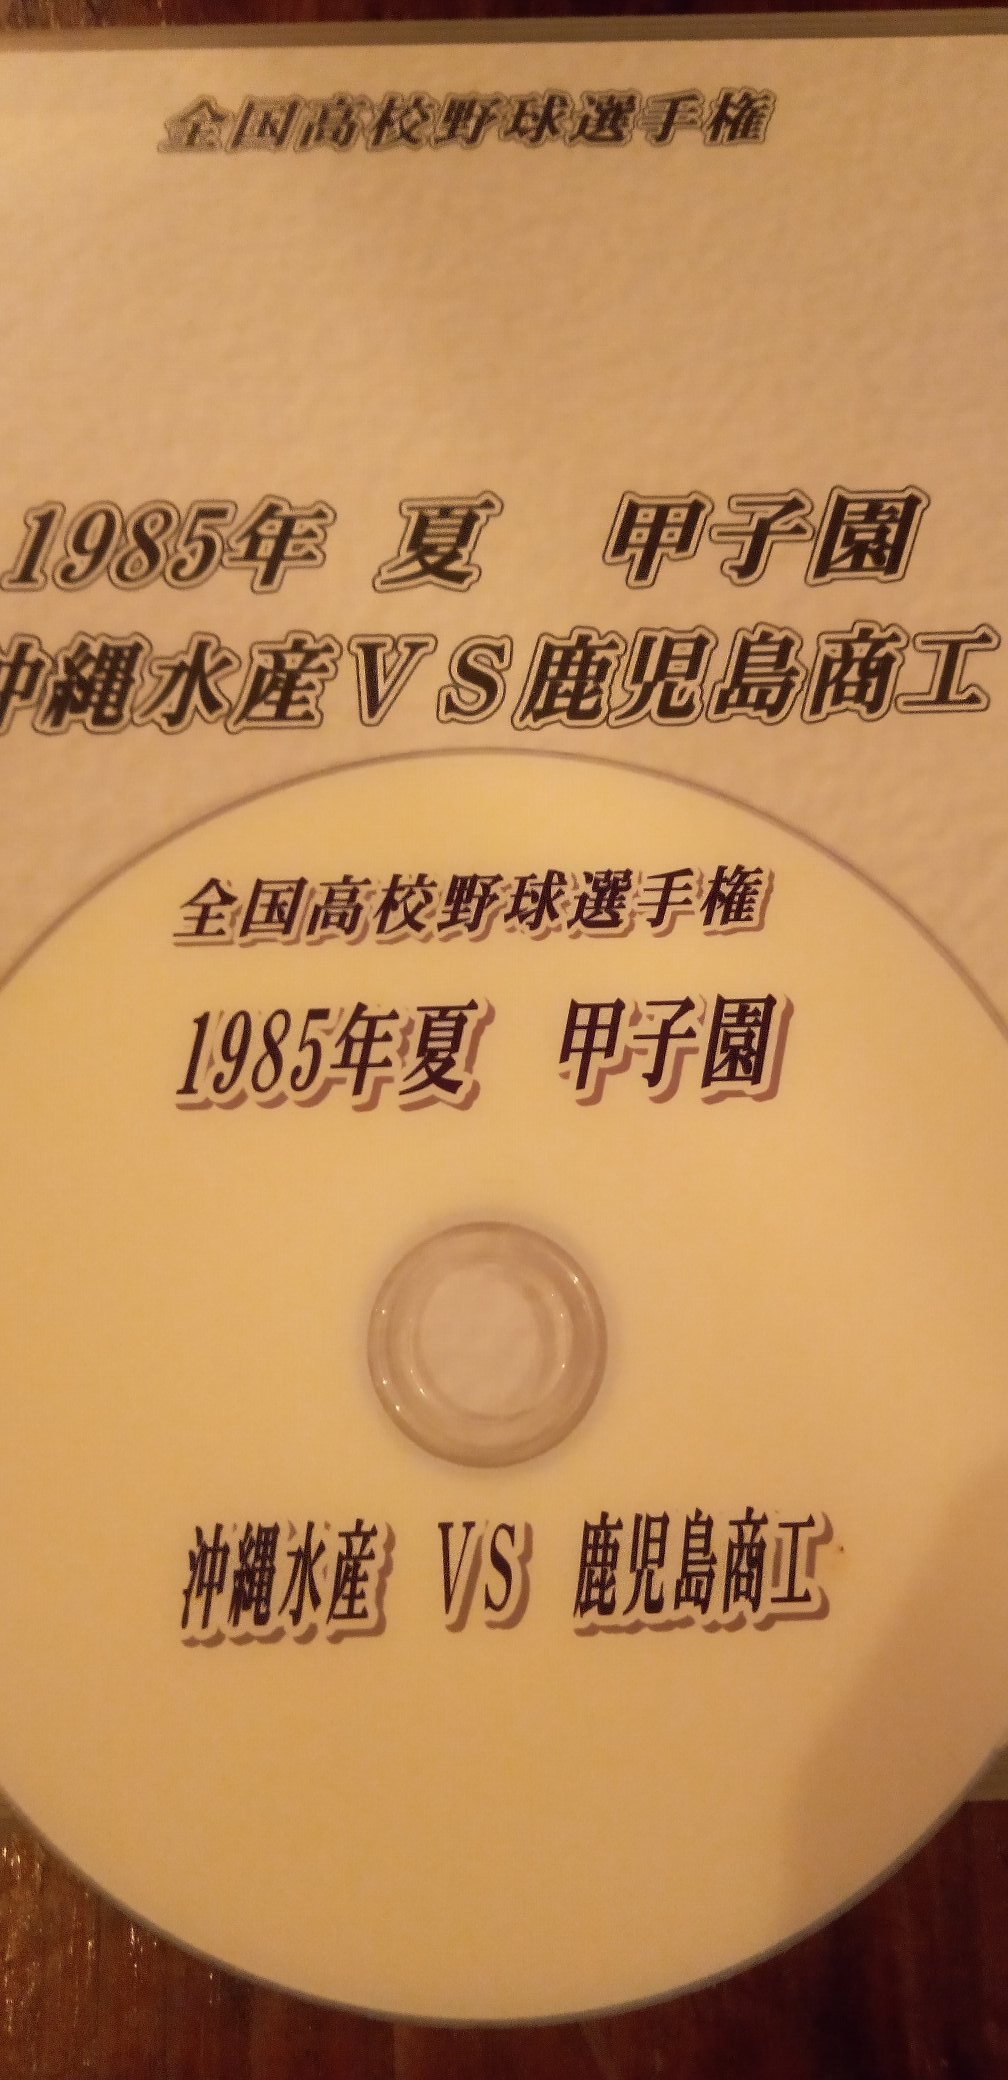 全国高校野球選手権
1985年 夏　甲子園
沖縄水産ＶＳ鹿児島商工
全国高校野球選手権
1985年夏　甲子園
沖縄水産　VS　鹿児島商工